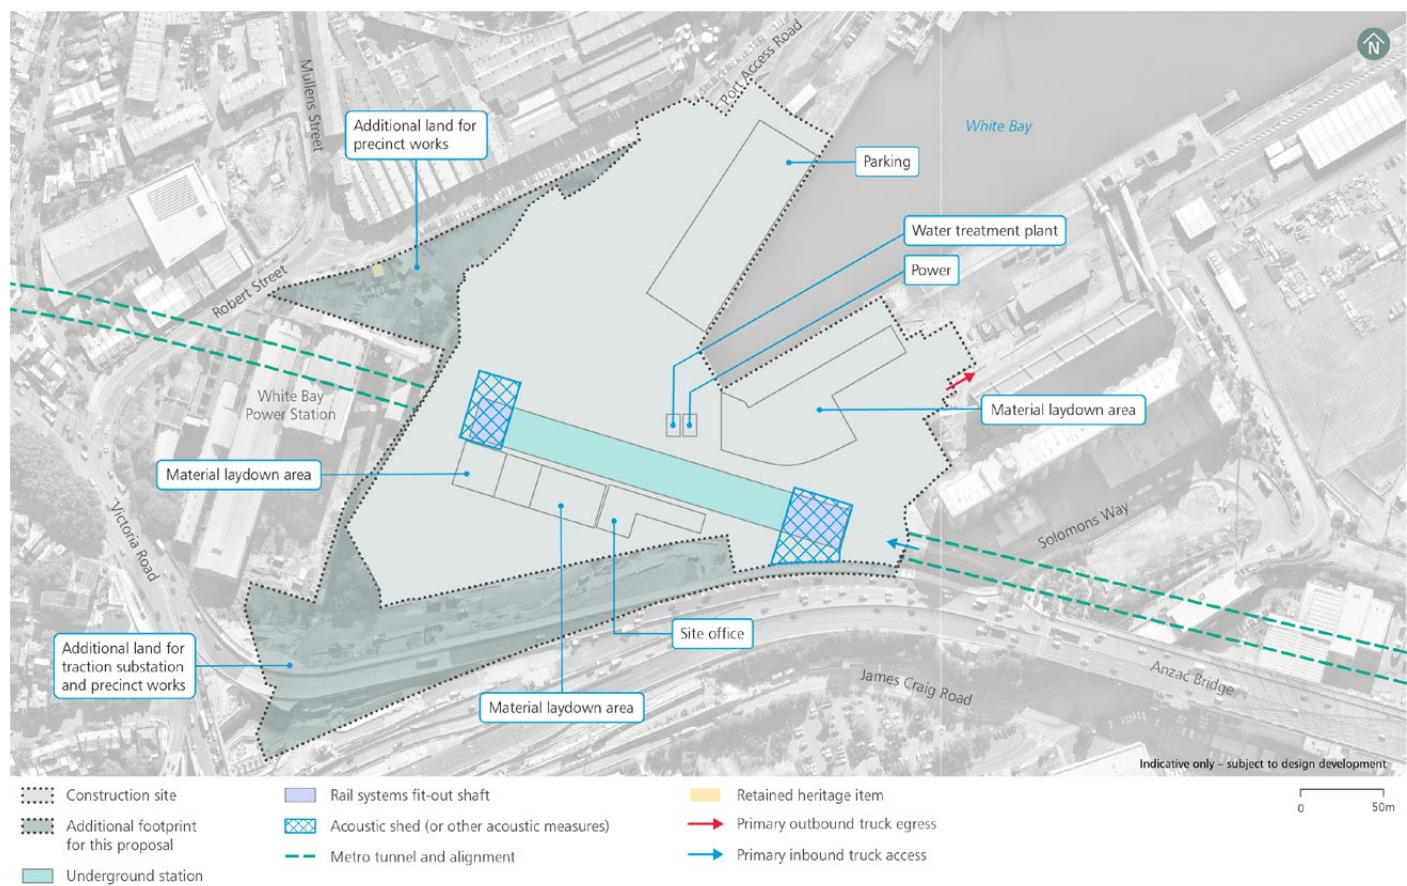 Port Access Road
N
Mullens Street
Additional land for
precinct works
White Bay
Parking
Water treatment plant
Power
Robert Street
White Bay
Power Station
Material laydown area
Material laydown area
Victoria Road
Solomons Way
Additional land for
traction substation
and precinct works
Site office
Material laydown area
James Craig Road
Anzac Bridge
Indicative only – subject to design development
Construction site
Additional footprint
for this proposal
Underground station
Rail systems fit-out shaft
Acoustic shed (or other acoustic measures)
Metro tunnel and alignment
Retained heritage item
Primary outbound truck egress
Primary inbound truck access
0
50m